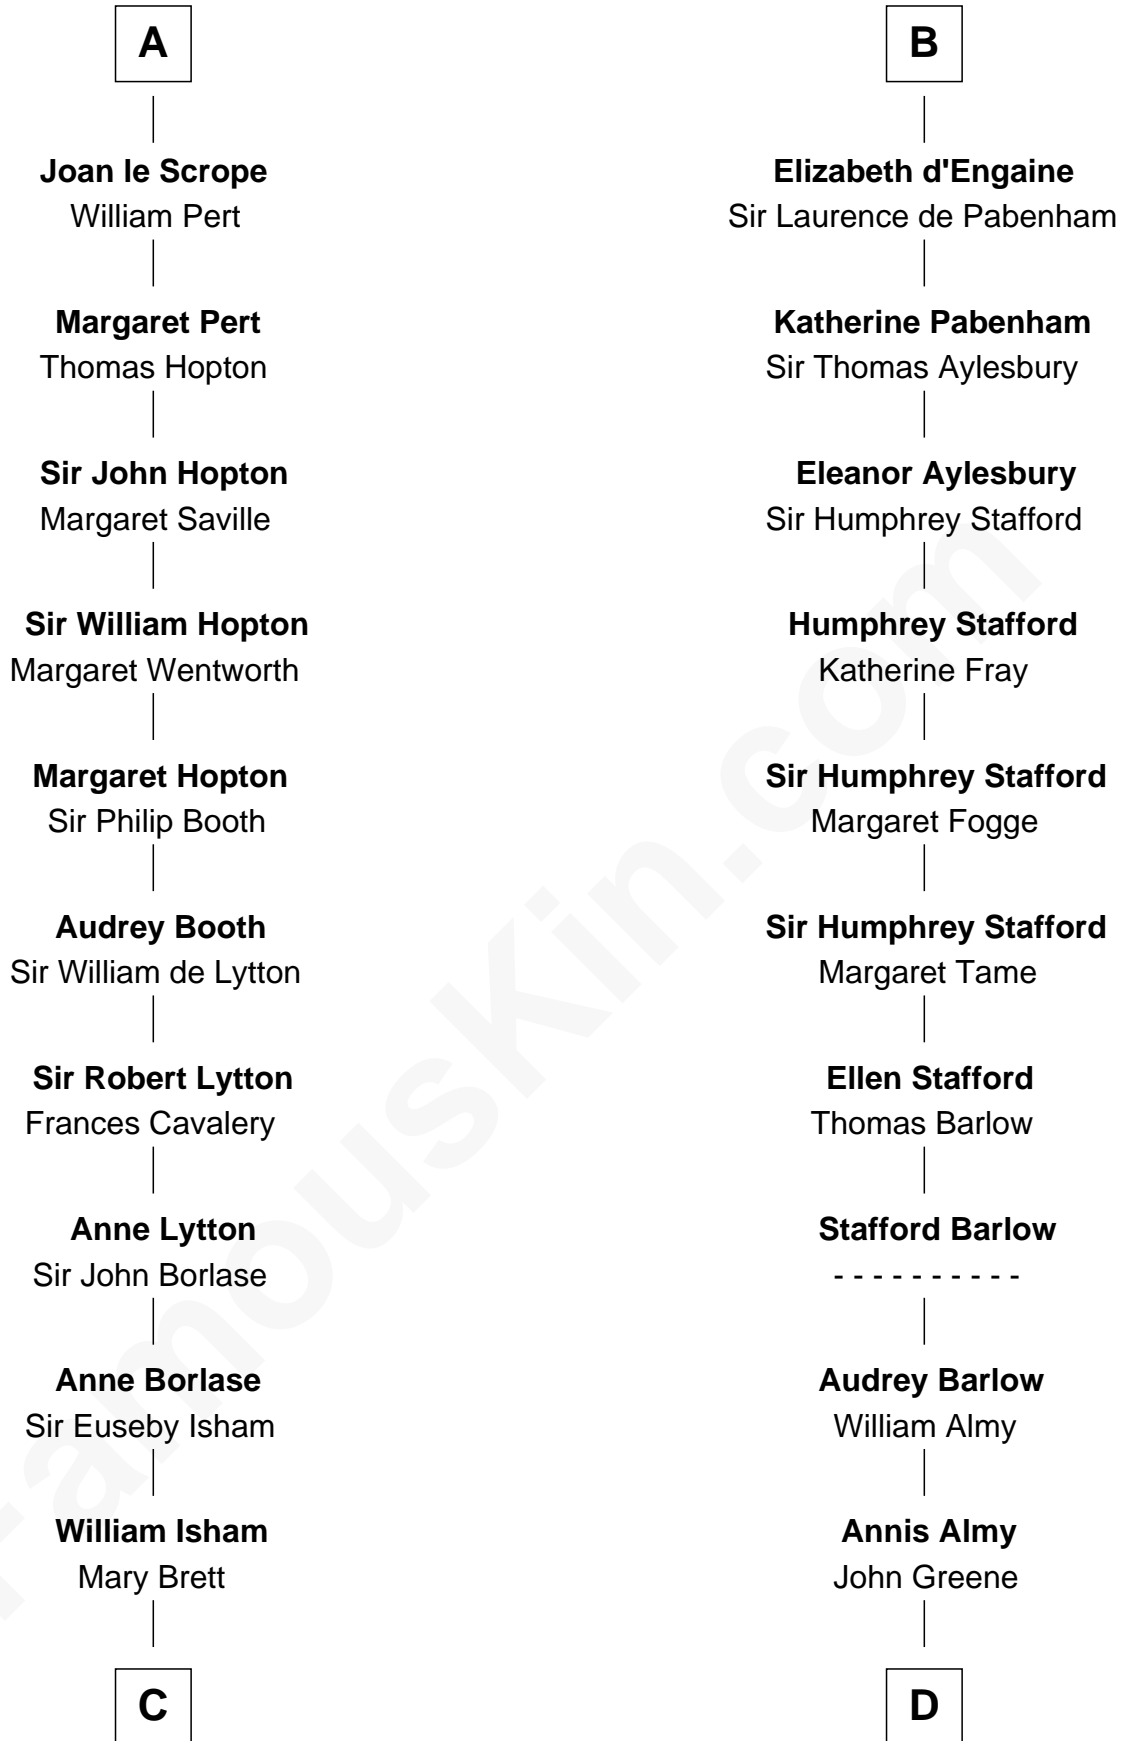 A
Joan le Scrope
William Pert
Margaret Pert
Thomas Hopton
Sir John Hopton
Margaret Saville
Sir William Hopton
Margaret Wentworth
Margaret Hopton
Sir Philip Booth
Audrey Booth
Sir William de Lytton
Sir Robert Lytton
Frances Cavalery
Anne Lytton
Sir John Borlase
Anne Borlase
Sir Euseby Isham
William Isham
Mary Brett
C
B
Elizabeth d'Engaine
Sir Laurence de Pabenham
Katherine Pabenham
Sir Thomas Aylesbury
Eleanor Aylesbury
Sir Humphrey Stafford
Humphrey Stafford
Katherine Fray
Sir Humphrey Stafford
Margaret Fogge
Sir Humphrey Stafford
Margaret Tame
Ellen Stafford
Thomas Barlow
Stafford Barlow
- - - - - - - - - -
Audrey Barlow
William Almy
Annis Almy
John Greene
D
FamousKin.com